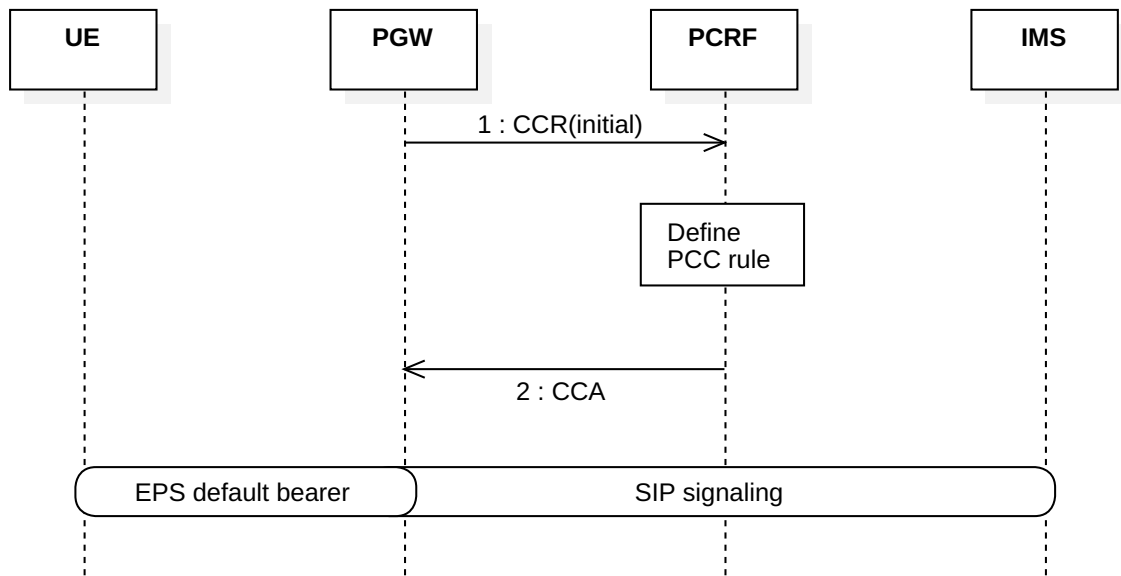 UE
PGW
PCRF
IMS
1 : CCR(initial)
Define
PCC rule
2 : CCA
EPS default bearer
SIP signaling